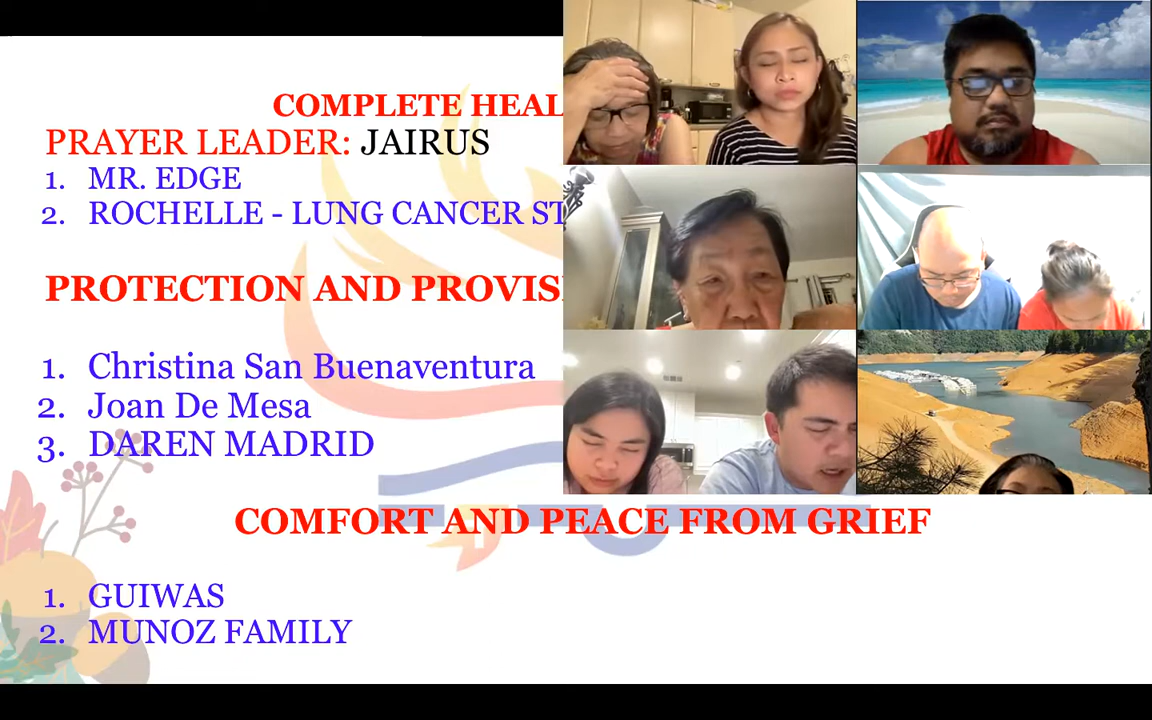 COMPLETE HEAL
PRAYER LEADER: JAIRUS
1. MR. EDGE
2. ROCHELLE - LUNG CANCER ST
PROTECTION AND PROVIS
1. Christina San Buenaventura
2. Joan De Mesa
3. DAREN MADRID
COMFORT AND PEACE FROM GRIEF
1. GUIWAS
2. MUNOZ FAMILY